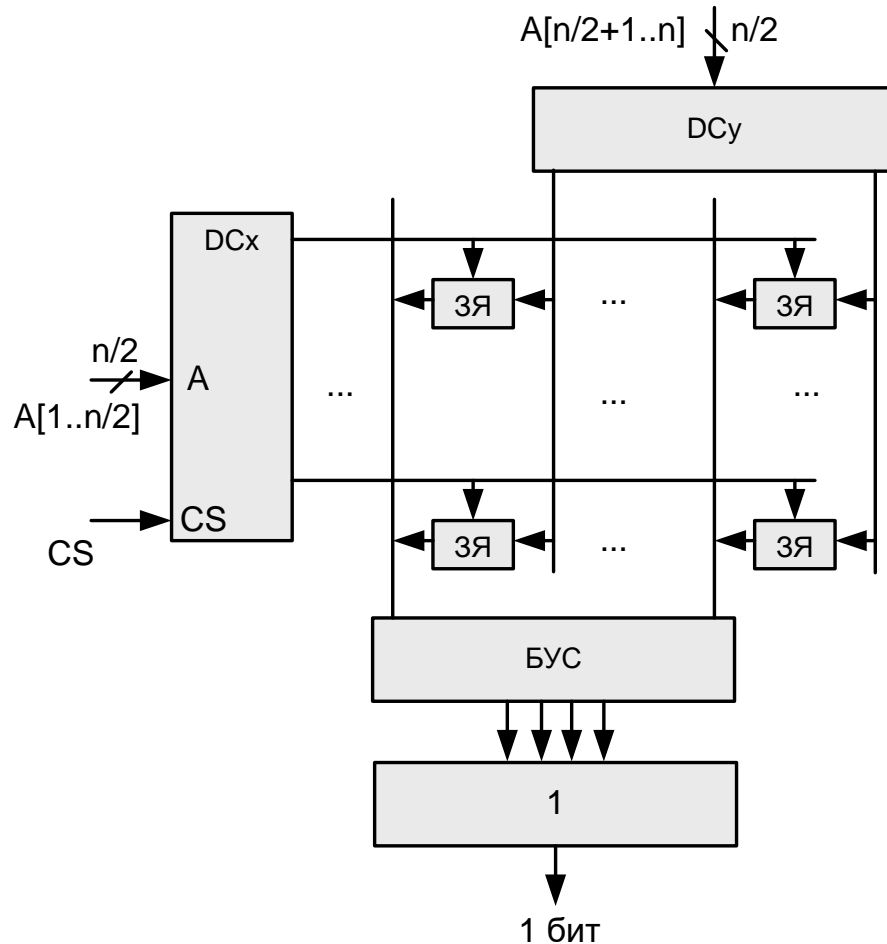 A[n/2+1..n] n/2
DCy
DCx
ЗЯ ... ЗЯ
n/2
A
A[1..n/2]
... ... ...
CS
CS
ЗЯ ... ЗЯ
БУС
1
1 бит